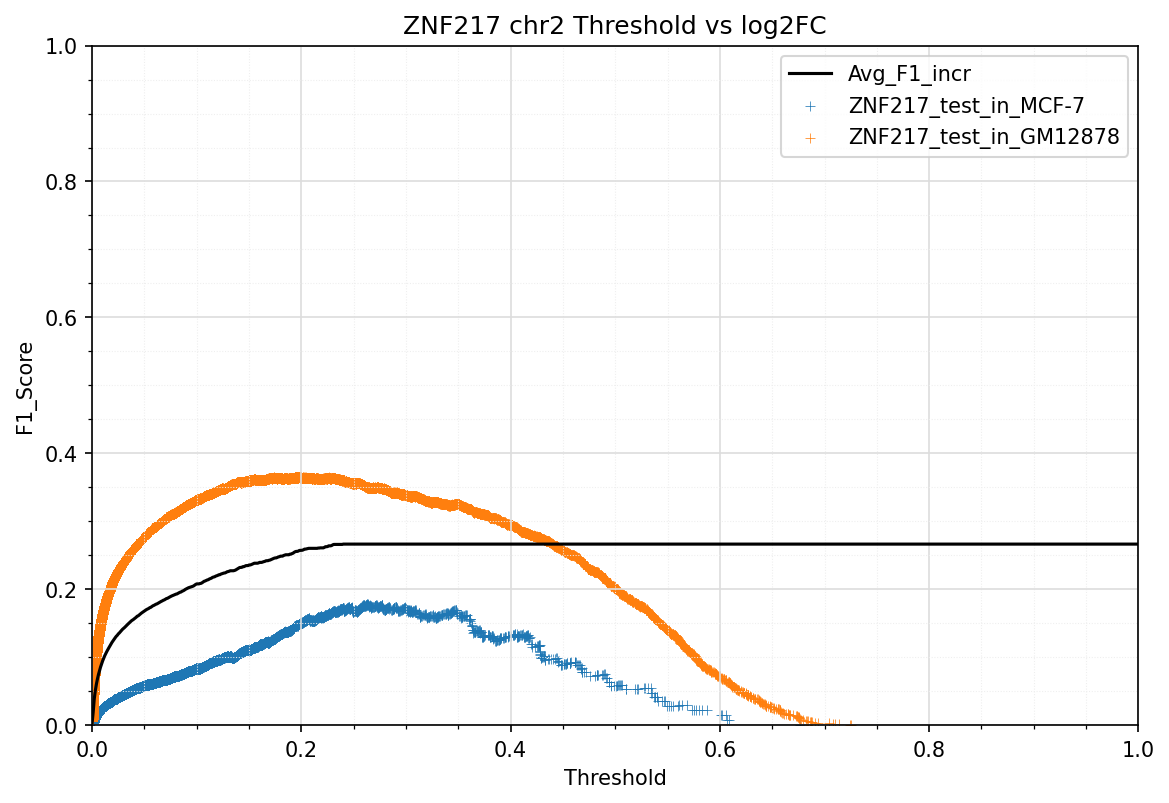 ZNF217 chr2 Threshold vs log2FC
Avg_F1_incr
ZNF217_test_in_MCF-7
ZNF217_test_in_GM12878
F1_Score
1.0
0.8
0.6
0.4
0.2
0.0
0.0 0.2 0.4 0.6 0.8 1.0
Threshold